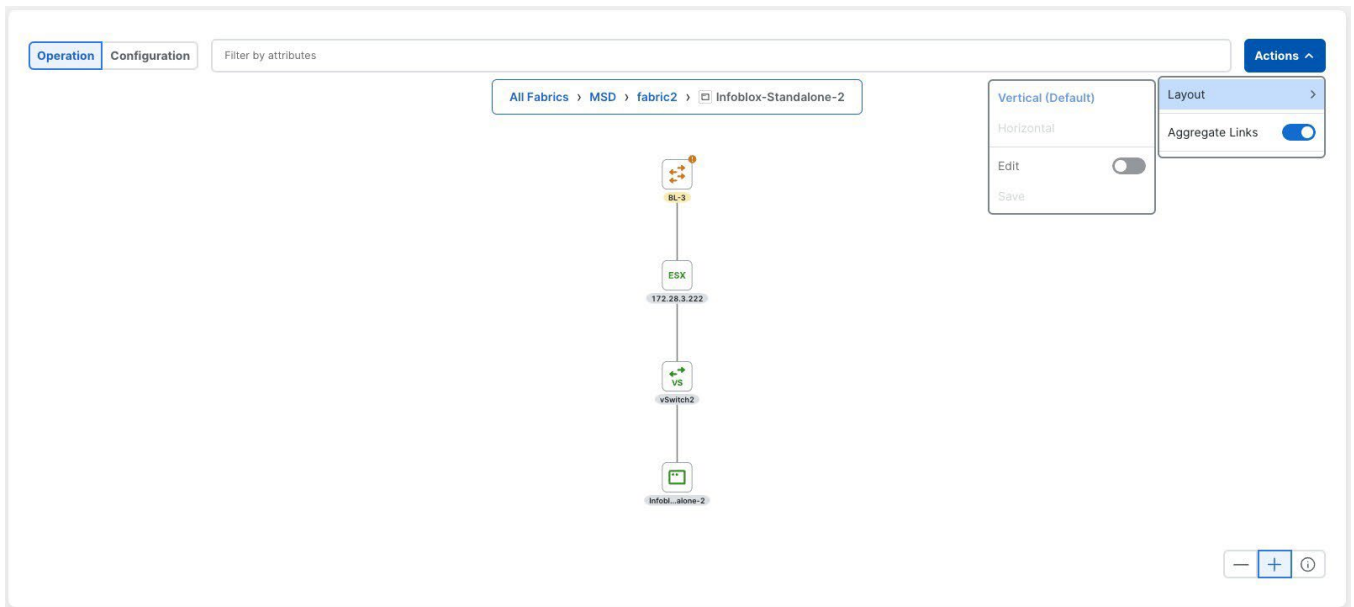 Operation Configuration Filter by attributes Actions
All Fabrics > MSD > fabric2 > Infoblox-Standalone-2
Vertical (Default)
Horizontal
Edit
Save
Layout >
Aggregate Links
BL-3
ESX
172.28.3.222
VS
vSwitch2
Infobl...alone-2